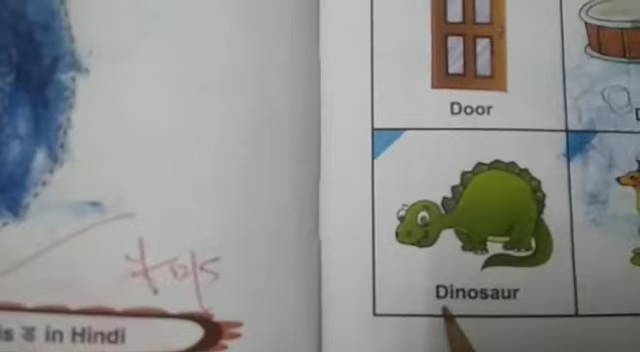 is ड in Hindi
Door
D
Dinosaur